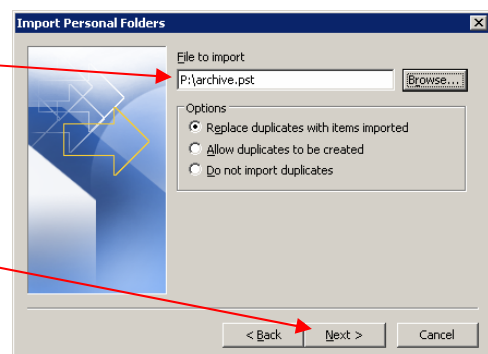 Import Personal Folders
File to import
P:\archive.pst
Browse...
Options
Replace duplicates with items imported
Allow duplicates to be created
Do not import duplicates
< Back
Next >
Cancel